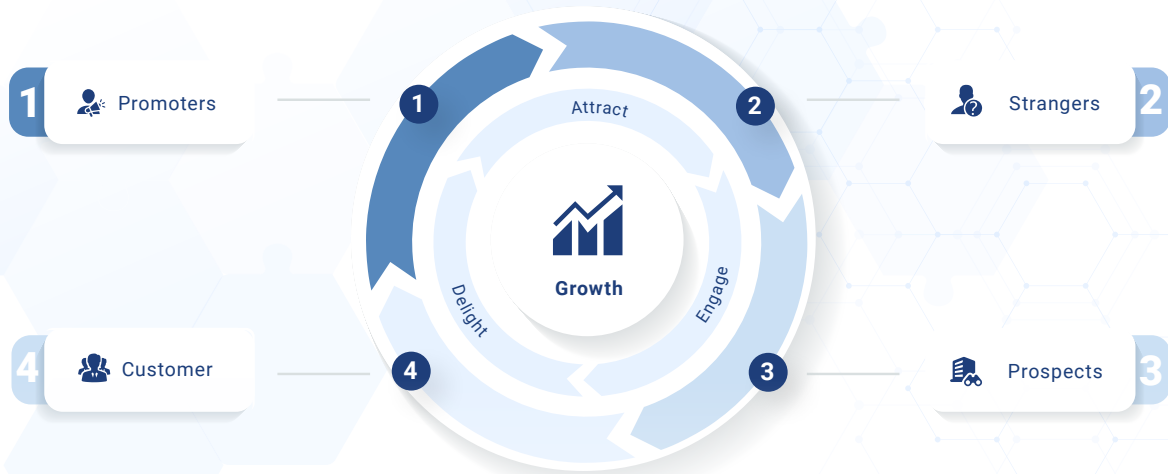 1
Promoters
4
Customer
1
2
3
4
Attract
Engage
Delight
Growth
Strangers
2
Prospects
3
?